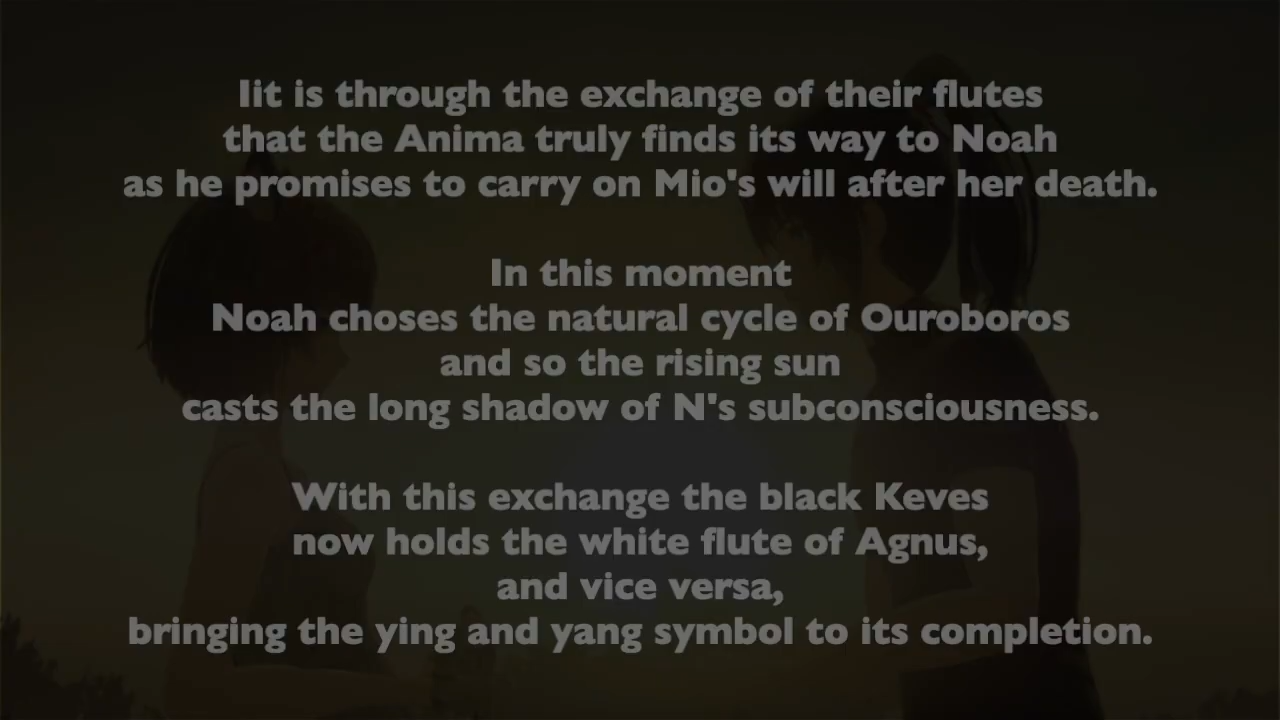 Iit is through the exchange of their flutes
that the Anima truly finds its way to Noah
as he promises to carry on Mio's will after her death.
In this moment
Noah choses the natural cycle of Ouroboros
and so the rising sun
casts the long shadow of N's subconsciousness.
With this exchange the black Keves
now holds the white flute of Agnus,
and vice versa,
bringing the ying and yang symbol to its completion.